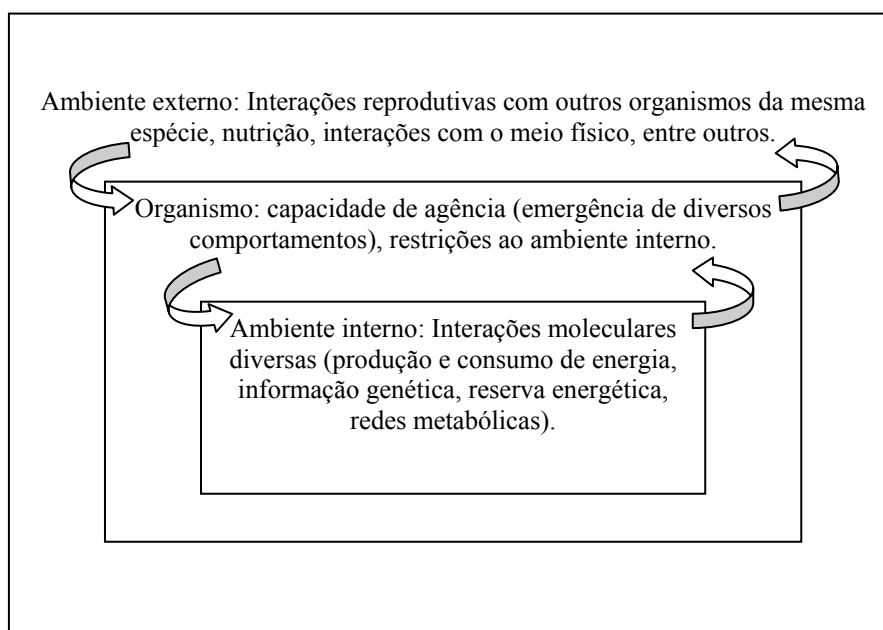 Ambiente externo: Interações reprodutivas com outros organismos da mesma
espécie, nutrição, interações com o meio físico, entre outros.
Organismo: capacidade de agência (emergência de diversos
comportamentos), restrições ao ambiente interno.
Ambiente interno: Interações moleculares
diversas (produção e consumo de energia,
informação genética, reserva energética,
redes metabólicas).